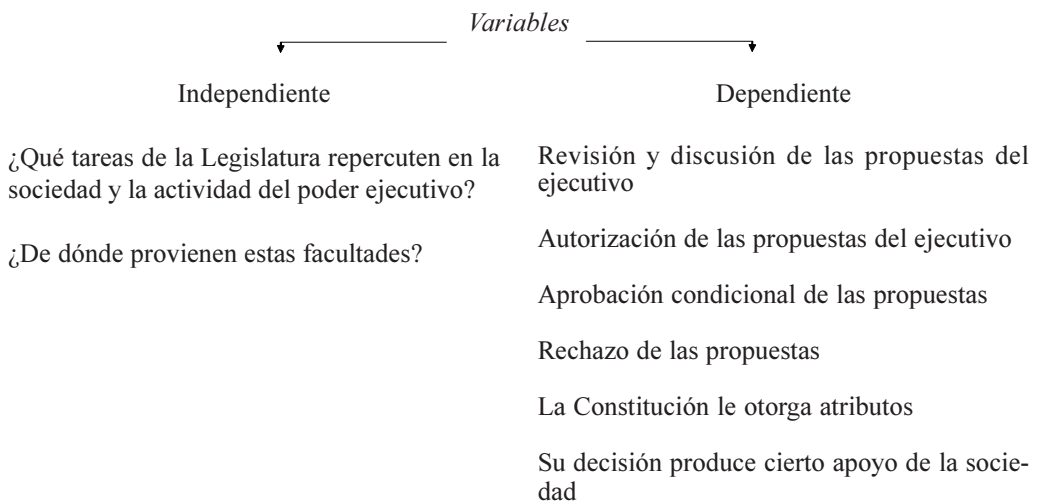 Variables
Independiente
¿Qué tareas de la Legislatura repercuten en la
sociedad y la actividad del poder ejecutivo?
¿De dónde provienen estas facultades?
Dependiente
Revisión y discusión de las propuestas del
ejecutivo
Autorización de las propuestas del ejecutivo
Aprobación condicional de las propuestas
Rechazo de las propuestas
La Constitución le otorga atributos
Su decisión produce cierto apoyo de la socie-
dad